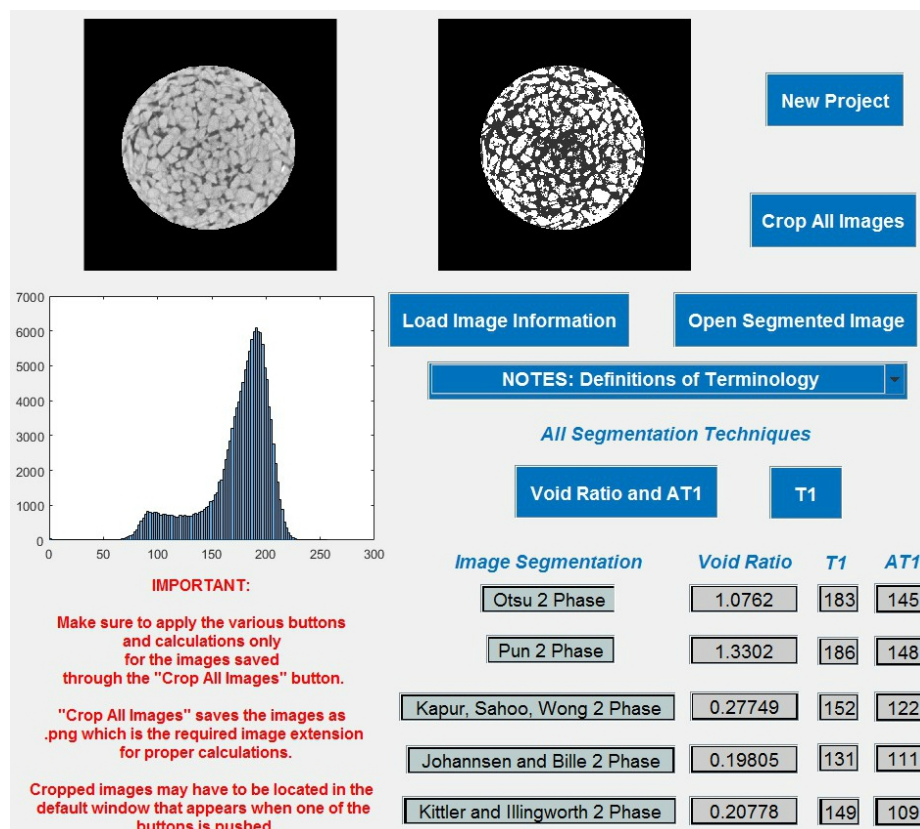 New Project
Crop All Images
7000
6000
5000
4000
3000
2000
1000
0
0 50 100 150 200 250 300
Load Image Information
Open Segmented Image
NOTES: Definitions of Terminology
All Segmentation Techniques
Void Ratio and AT1
T1
IMPORTANT:
Make sure to apply the various buttons
and calculations only
for the images saved
through the "Crop All Images" button.
"Crop All Images" saves the images as
.png which is the required image extension
for proper calculations.
Cropped images may have to be located in the
default window that appears when one of the
buttons is pushed
Image Segmentation Void Ratio T1 AT1
Otsu 2 Phase 1.0762 183 145
Pun 2 Phase 1.3302 186 148
Kapur, Sahoo, Wong 2 Phase 0.27749 152 122
Johannsen and Bille 2 Phase 0.19805 131 111
Kittler and Illingworth 2 Phase 0.20778 149 109